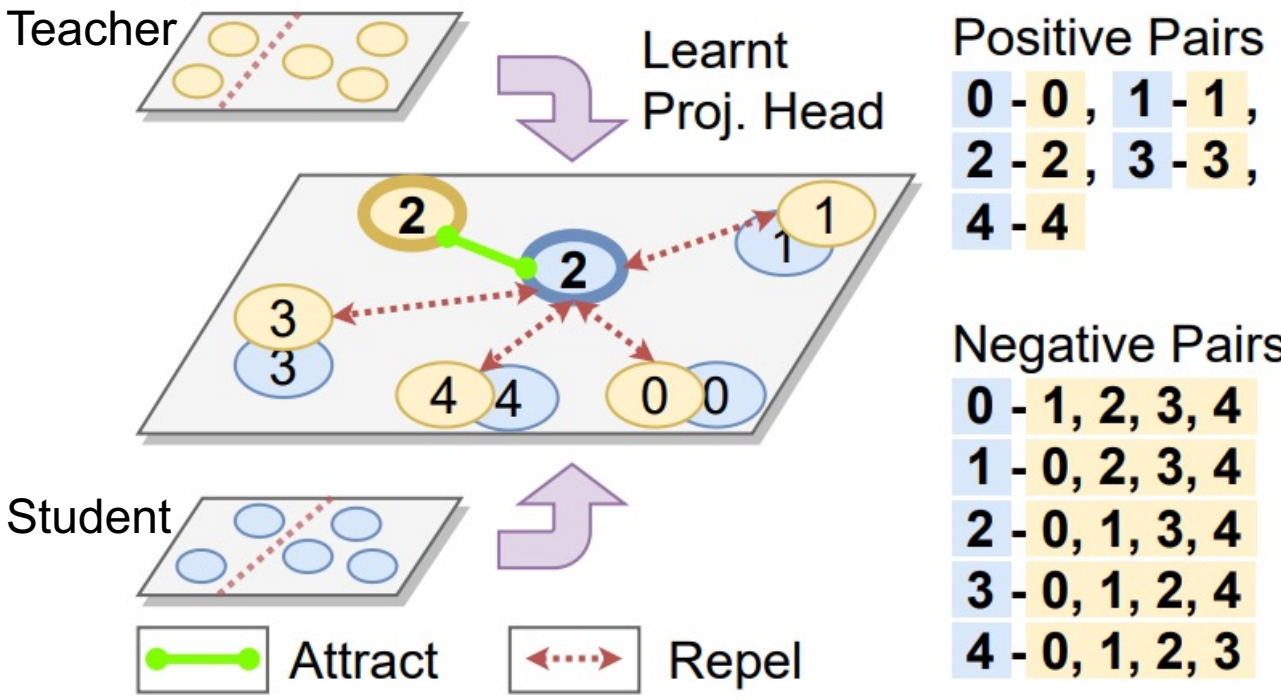 Teacher
Learnt
Proj. Head
2
2
1
1
3
3
4
4
0
0
Student
Attract
Repel
Positive Pairs
0 - 0, 1 - 1,
2 - 2, 3 - 3,
4 - 4
Negative Pairs
0 - 1, 2, 3, 4
1 - 0, 2, 3, 4
2 - 0, 1, 3, 4
3 - 0, 1, 2, 4
4 - 0, 1, 2, 3